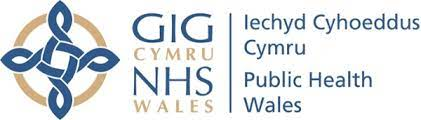 GIG
CYMRU
NHS
WALES
Iechyd Cyhoeddus
Cymru
Public Health
Wales